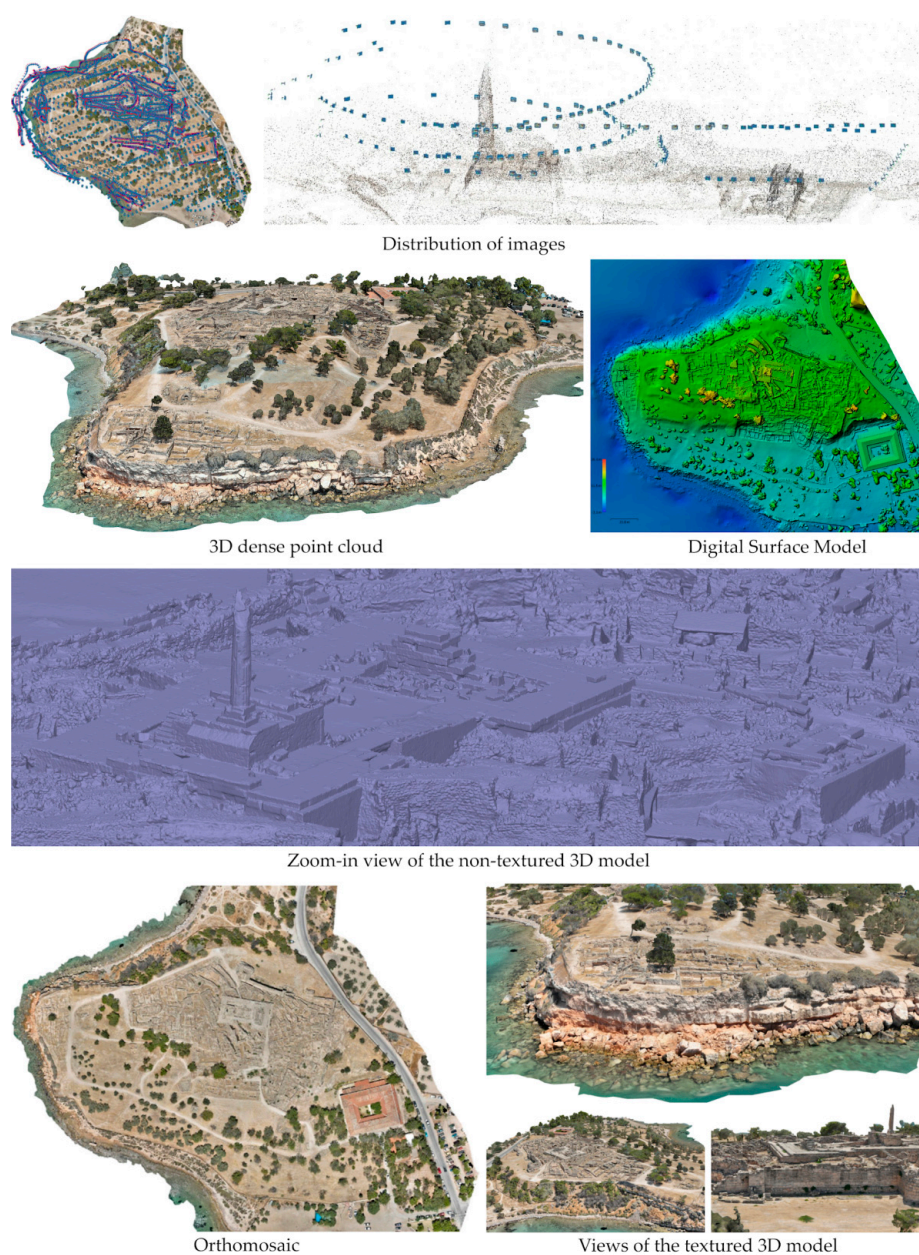 Distribution of images
3D dense point cloud
Digital Surface Model
Zoom-in view of the non-textured 3D model
Orthomosaic
Views of the textured 3D model